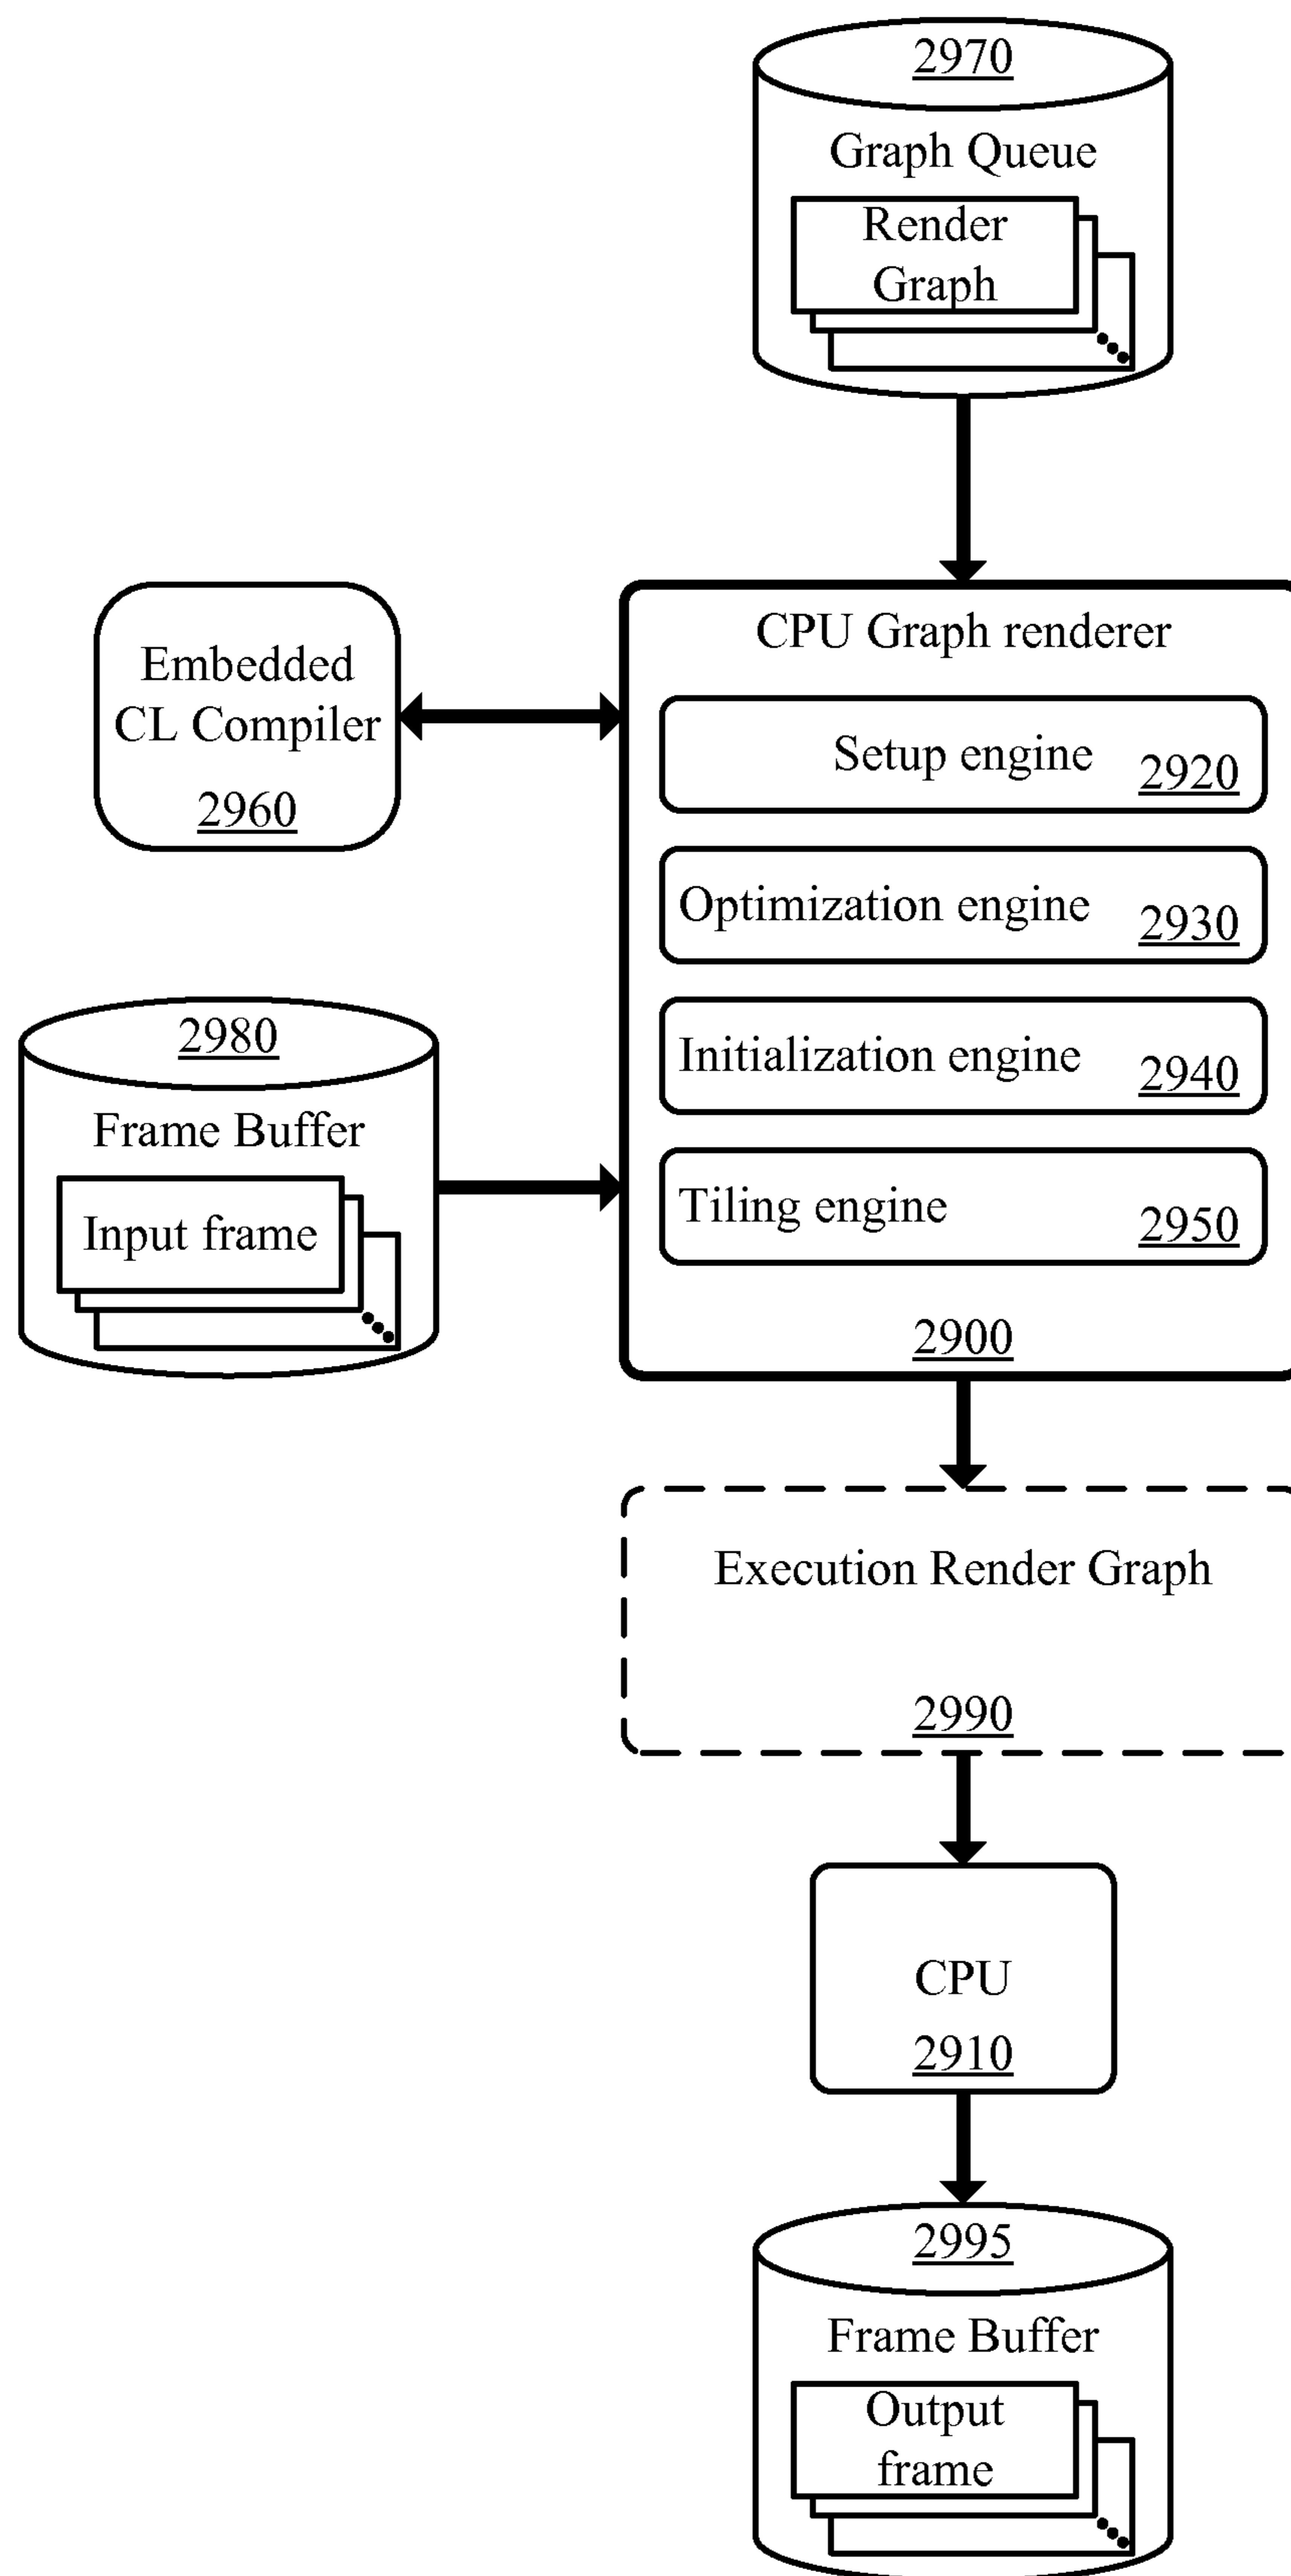 2970
Graph Queue
Render
Graph
CPU Graph renderer
Setup engine 2920
Optimization engine 2930
Initialization engine 2940
Tiling engine 2950
2900
Embedded
CL Compiler
2960
2980
Frame Buffer
Input frame
Execution Render Graph
2990
CPU
2910
2995
Frame Buffer
Output
frame